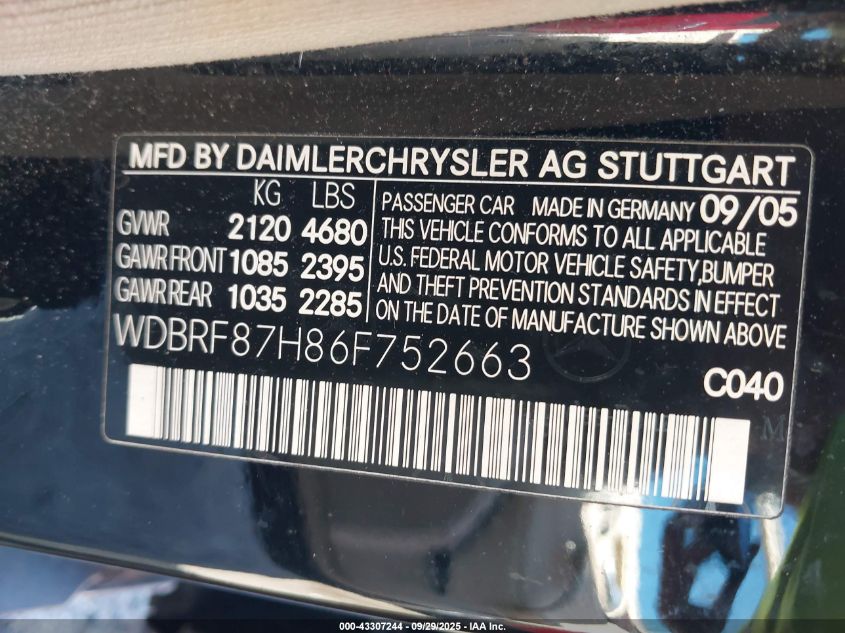 MFD BY DAIMLERCHRYSLER AG STUTTGART
KG LBS
GVWR 2120 4680
GAWR FRONT 1085 2395
GAWR REAR 1035 2285
PASSENGER CAR MADE IN GERMANY 09/05
THIS VEHICLE CONFORMS TO ALL APPLICABLE
U.S. FEDERAL MOTOR VEHICLE SAFETY,BUMPER
AND THEFT PREVENTION STANDARDS IN EFFECT
ON THE DATE OF MANUFACTURE SHOWN ABOVE
WDBRF87H86F752663
C040
M
000-43307244 - 09/29/2025 - IAA Inc.